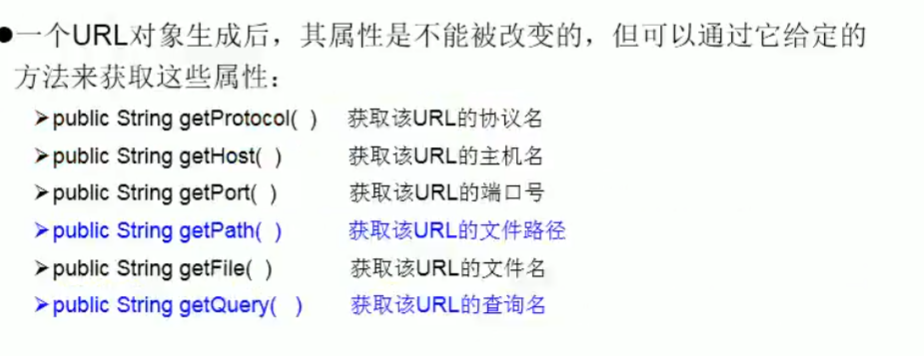 ●一个URL对象生成后，其属性是不能被改变的，但可以通过它给定的
方法来获取这些属性：
➢public String getProtocol( ) 获取该URL的协议名
➢public String getHost( ) 获取该URL的主机名
➢public String getPort( ) 获取该URL的端口号
➢public String getPath( ) 获取该URL的文件路径
➢public String getFile( ) 获取该URL的文件名
➢public String getQuery( ) 获取该URL的查询名